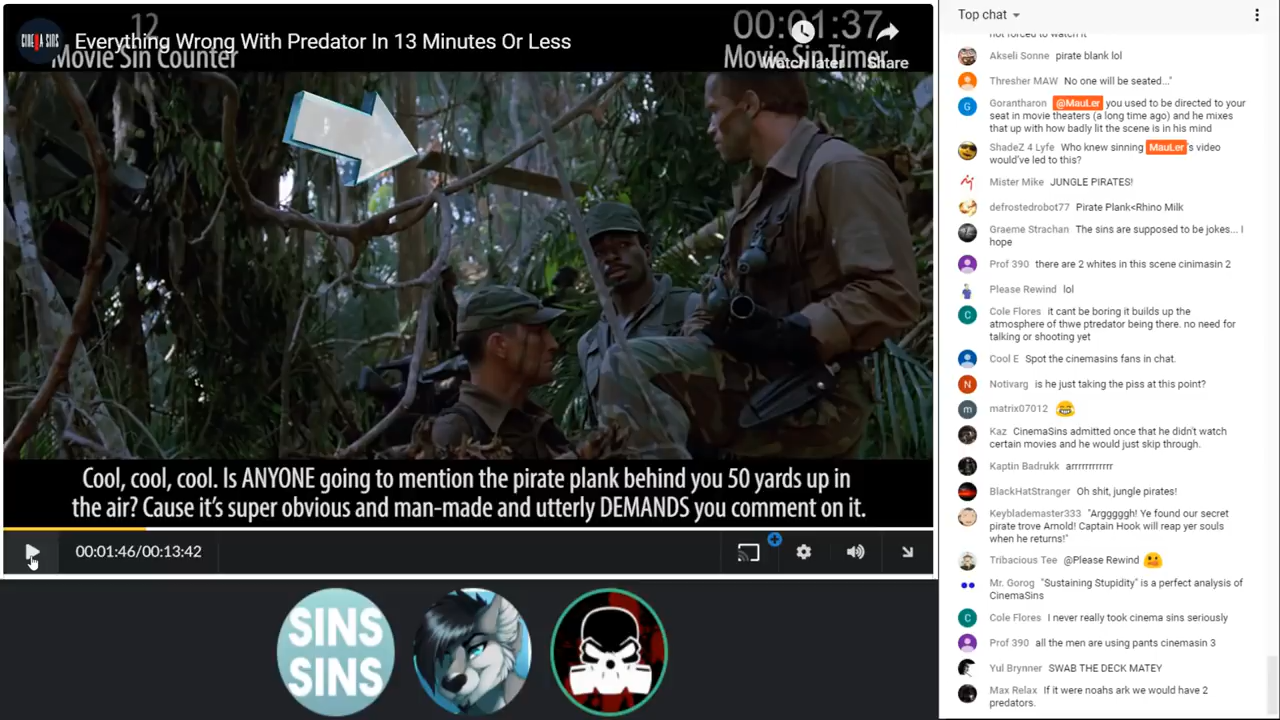 CINEMA SINS
Everything Wrong With Predator In 13 Minutes Or Less
12
Movie Sin Counter
00:01:37
Movie Sin Timer
Watch later
Share
Cool, cool, cool. Is ANYONE going to mention the pirate plank behind you 50 yards up in
the air? Cause it's super obvious and man-made and utterly DEMANDS you comment on it.
00:01:46/00:13:42
SINS
SINS
Top chat
not forced to watch it
Akseli Sonne pirate blank lol
Thresher MAW No one will be seated..."
G
Gorantharon @MauLer you used to be directed to your
seat in movie theaters (a long time ago) and he mixes
that up with how badly lit the scene is in his mind
ShadeZ 4 Lyfe Who knew sinning MauLer's video
would've led to this?
Mister Mike JUNGLE PIRATES!
defrostedrobot77 Pirate Plank<Rhino Milk
Graeme Strachan The sins are supposed to be jokes... I
hope
Prof 390 there are 2 whites in this scene cinimasin 2
Please Rewind lol
C
Cole Flores it cant be boring it builds up the
atmosphere of thwe ptredator being there. no need for
talking or shooting yet
Cool E Spot the cinemasins fans in chat.
N
Notivarg is he just taking the piss at this point?
m
matrix07012 😂
Kaz CinemaSins admitted once that he didn't watch
certain movies and he would just skip through.
Kaptin Badrukk arrrrrrrrrrr
BlackHatStranger Oh shit, jungle pirates!
Keyblademaster333 "Argggggh! Ye found our secret
pirate trove Arnold! Captain Hook will reap yer souls
when he returns!"
Tribacious Tee @Please Rewind
Mr. Gorog "Sustaining Stupidity" is a perfect analysis of
CinemaSins
C
Cole Flores I never really took cinema sins seriously
Prof 390 all the men are using pants cinemasin 3
Yul Brynner SWAB THE DECK MATEY
Max Relax If it were noahs ark we would have 2
predators.